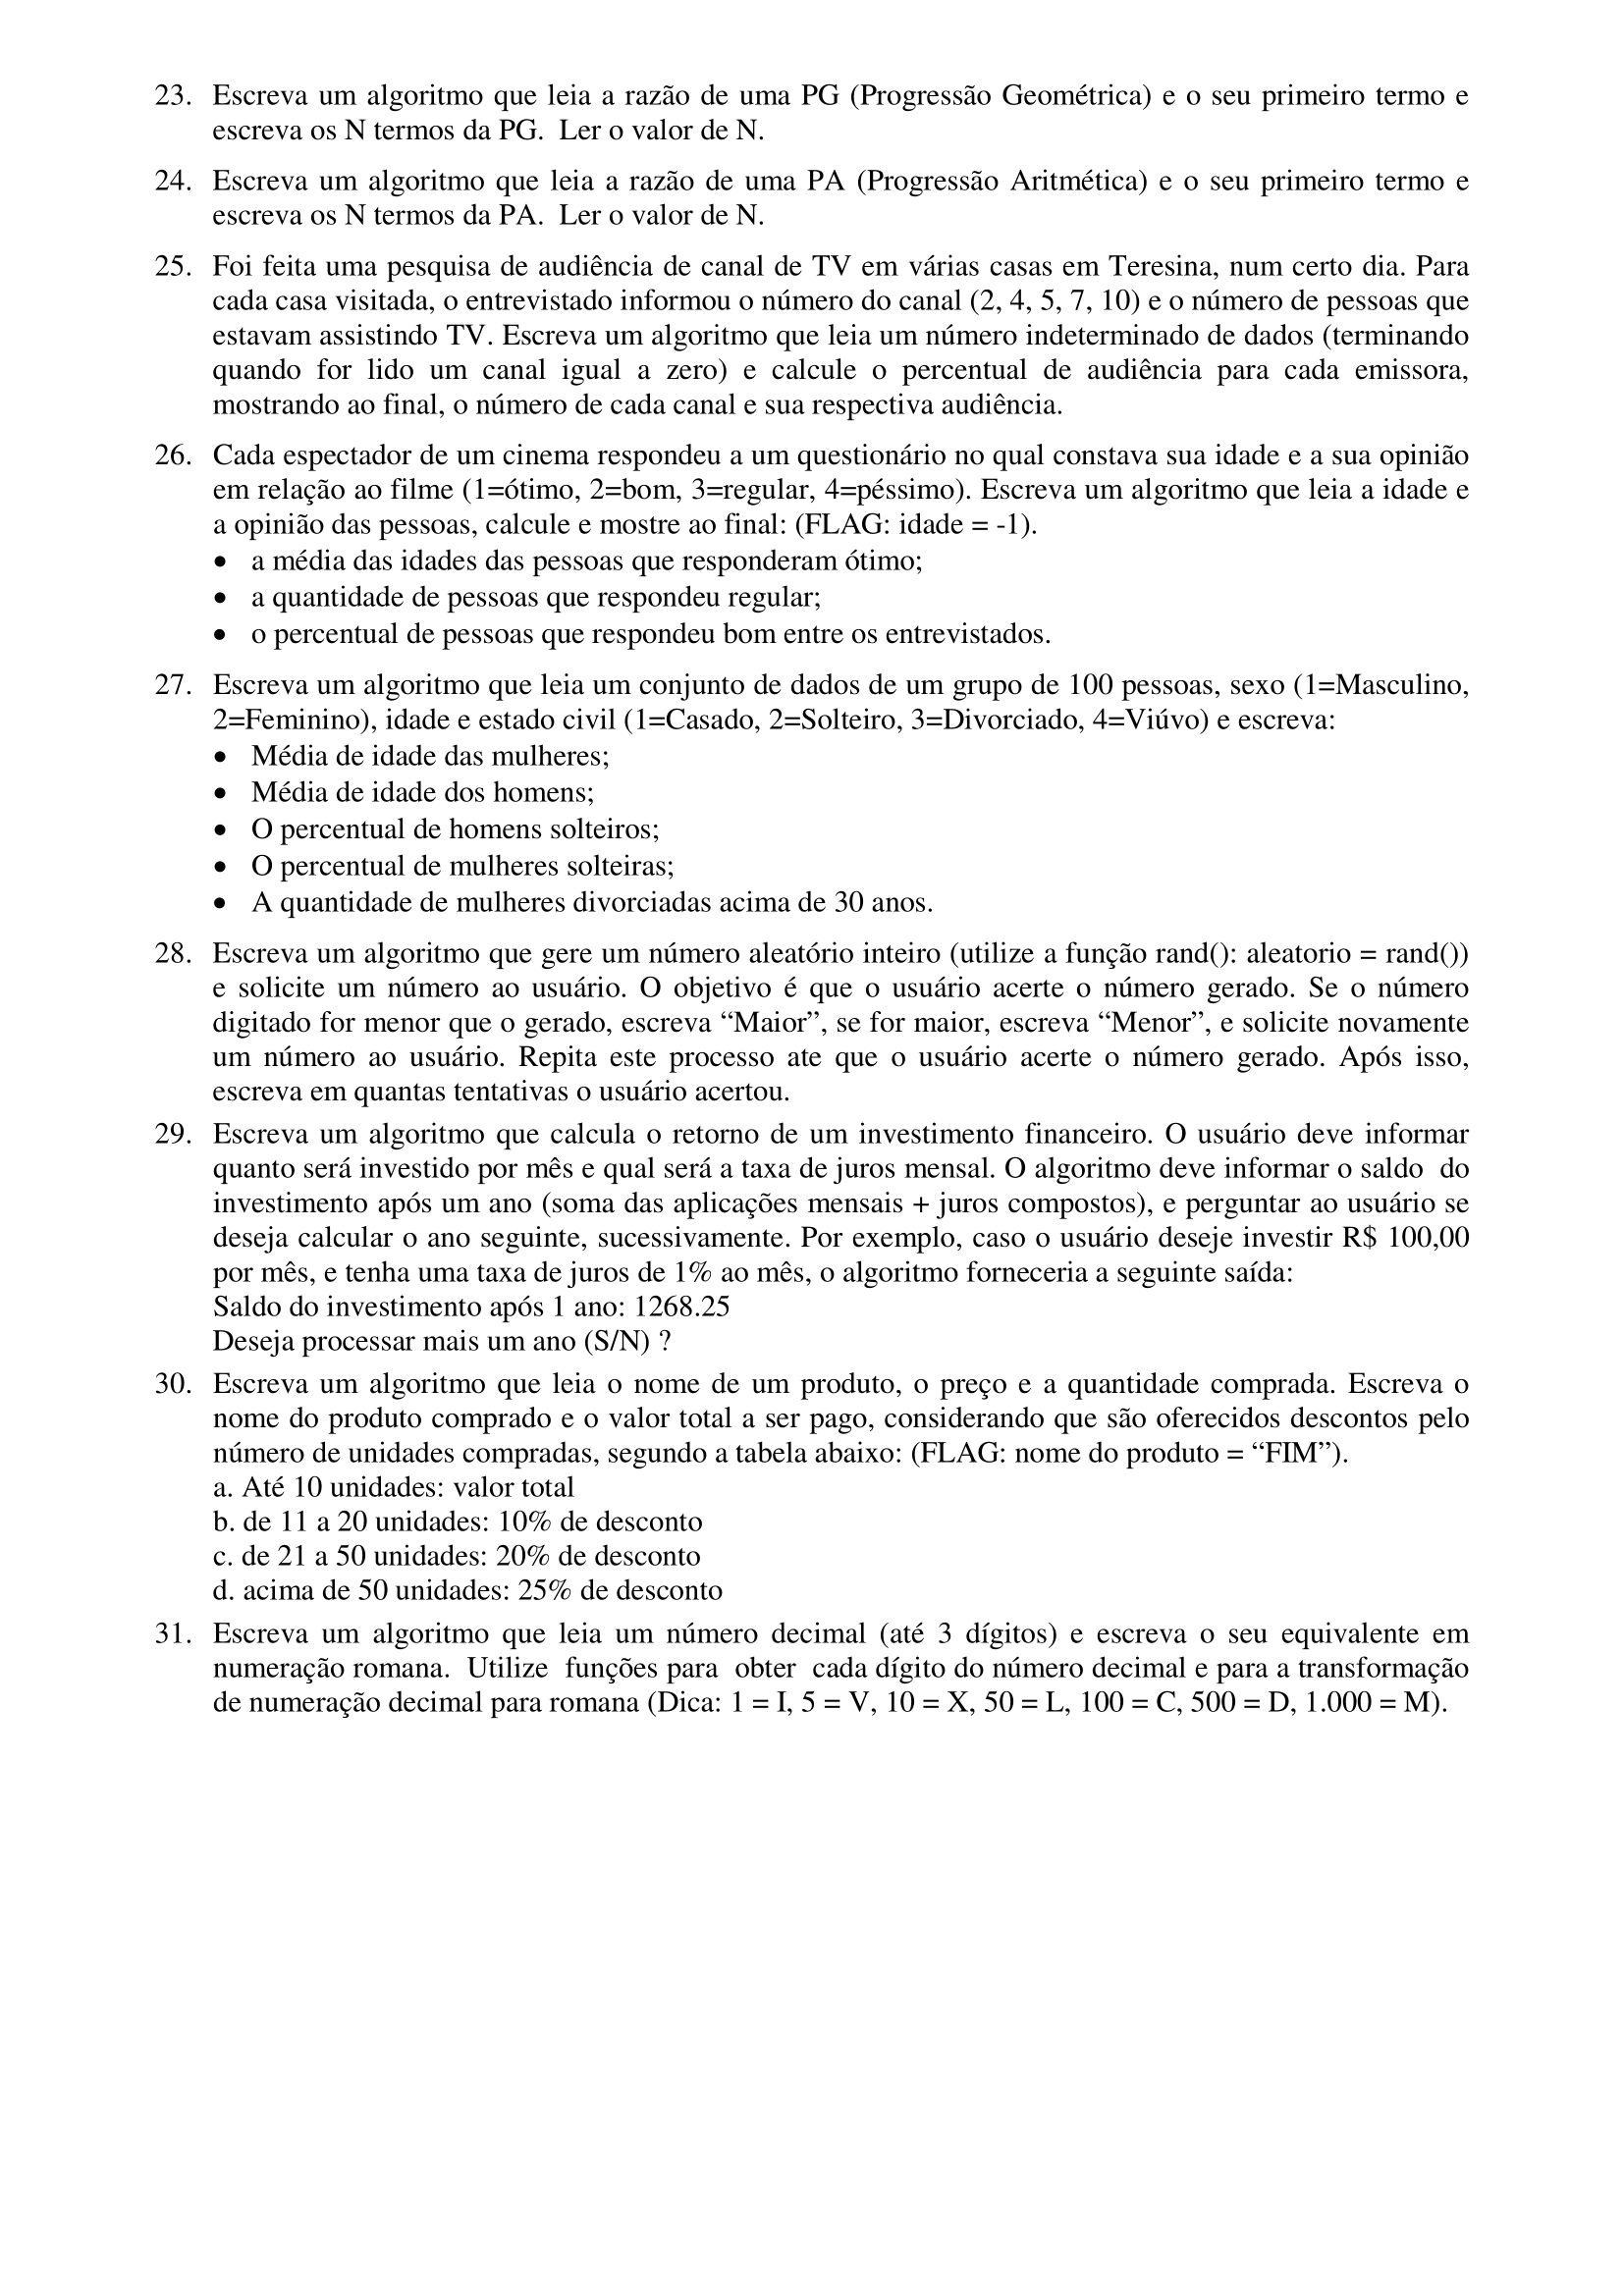 23. Escreva um algoritmo que leia a razão de uma PG (Progressão Geométrica) e o seu primeiro termo e
escreva os N termos da PG. Ler o valor de N.
24. Escreva um algoritmo que leia a razão de uma PA (Progressão Aritmética) e o seu primeiro termo e
escreva os N termos da PA. Ler o valor de N.
25. Foi feita uma pesquisa de audiência de canal de TV em várias casas em Teresina, num certo dia. Para
cada casa visitada, o entrevistado informou o número do canal (2, 4, 5, 7, 10) e o número de pessoas que
estavam assistindo TV. Escreva um algoritmo que leia um número indeterminado de dados (terminando
quando for lido um canal igual a zero) e calcule o percentual de audiência para cada emissora,
mostrando ao final, o número de cada canal e sua respectiva audiência.
26. Cada espectador de um cinema respondeu a um questionário no qual constava sua idade e a sua opinião
em relação ao filme (1=ótimo, 2=bom, 3=regular, 4=péssimo). Escreva um algoritmo que leia a idade e
a opinião das pessoas, calcule e mostre ao final: (FLAG: idade = -1).
• a média das idades das pessoas que responderam ótimo;
• a quantidade de pessoas que respondeu regular;
• o percentual de pessoas que respondeu bom entre os entrevistados.
27. Escreva um algoritmo que leia um conjunto de dados de um grupo de 100 pessoas, sexo (1=Masculino,
2=Feminino), idade e estado civil (1=Casado, 2=Solteiro, 3=Divorciado, 4=Viúvo) e escreva:
• Média de idade das mulheres;
• Média de idade dos homens;
• O percentual de homens solteiros;
• O percentual de mulheres solteiras;
• A quantidade de mulheres divorciadas acima de 30 anos.
28. Escreva um algoritmo que gere um número aleatório inteiro (utilize a função rand(): aleatorio = rand())
e solicite um número ao usuário. O objetivo é que o usuário acerte o número gerado. Se o número
digitado for menor que o gerado, escreva “Maior”, se for maior, escreva “Menor”, e solicite novamente
um número ao usuário. Repita este processo ate que o usuário acerte o número gerado. Após isso,
escreva em quantas tentativas o usuário acertou.
29. Escreva um algoritmo que calcula o retorno de um investimento financeiro. O usuário deve informar
quanto será investido por mês e qual será a taxa de juros mensal. O algoritmo deve informar o saldo do
investimento após um ano (soma das aplicações mensais + juros compostos), e perguntar ao usuário se
deseja calcular o ano seguinte, sucessivamente. Por exemplo, caso o usuário deseje investir R$ 100,00
por mês, e tenha uma taxa de juros de 1% ao mês, o algoritmo forneceria a seguinte saída:
Saldo do investimento após 1 ano: 1268.25
Deseja processar mais um ano (S/N) ?
30. Escreva um algoritmo que leia o nome de um produto, o preço e a quantidade comprada. Escreva o
nome do produto comprado e o valor total a ser pago, considerando que são oferecidos descontos pelo
número de unidades compradas, segundo a tabela abaixo: (FLAG: nome do produto = “FIM”).
a. Até 10 unidades: valor total
b. de 11 a 20 unidades: 10% de desconto
c. de 21 a 50 unidades: 20% de desconto
d. acima de 50 unidades: 25% de desconto
31. Escreva um algoritmo que leia um número decimal (até 3 dígitos) e escreva o seu equivalente em
numeração romana. Utilize funções para obter cada dígito do número decimal e para a transformação
de numeração decimal para romana (Dica: 1 = I, 5 = V, 10 = X, 50 = L, 100 = C, 500 = D, 1.000 = M).